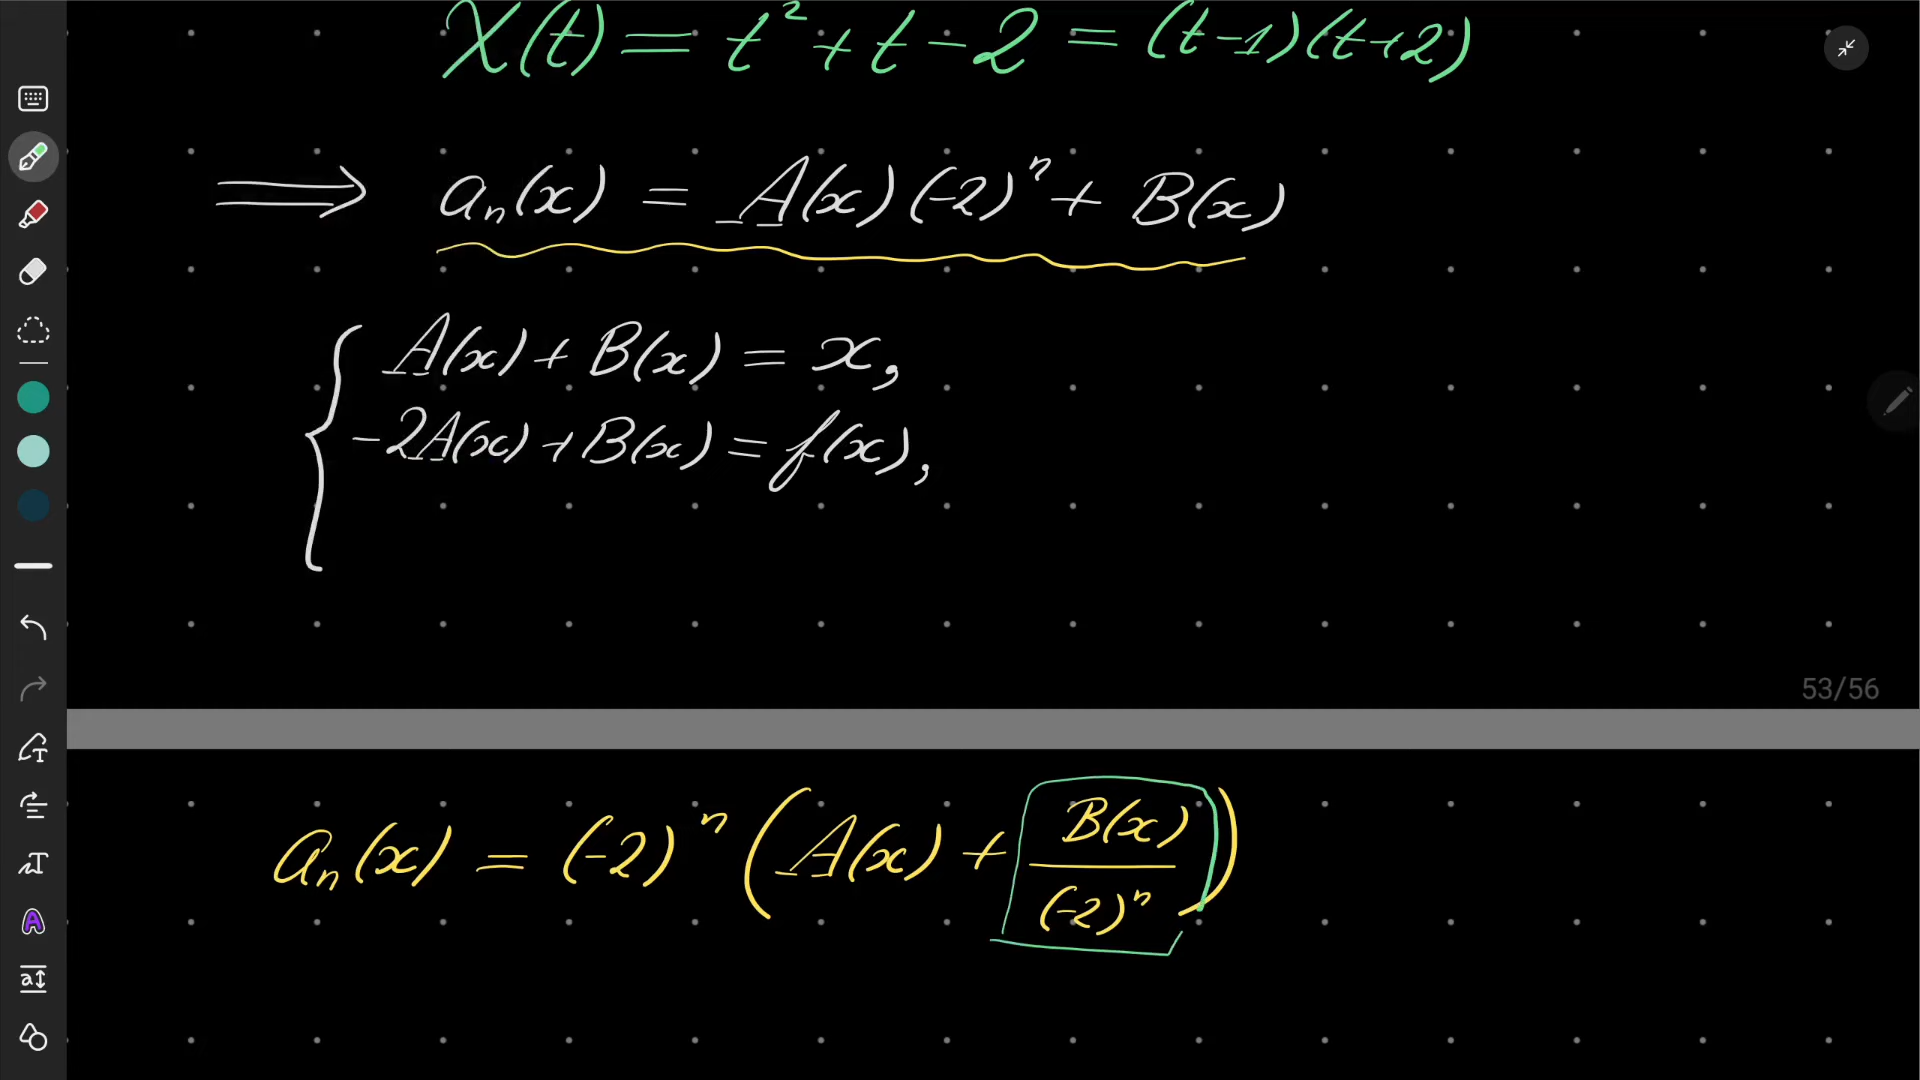 χ(t) = t² + t - 2 = (t-1)(t+2)
⟹ aₙ(x) = A(x)(-2)ⁿ + B(x)
A(x) + B(x) = x,
-2A(x) + B(x) = f(x),
53/56
aₙ(x) = (-2)ⁿ (A(x) + B(x)/(-2)ⁿ)